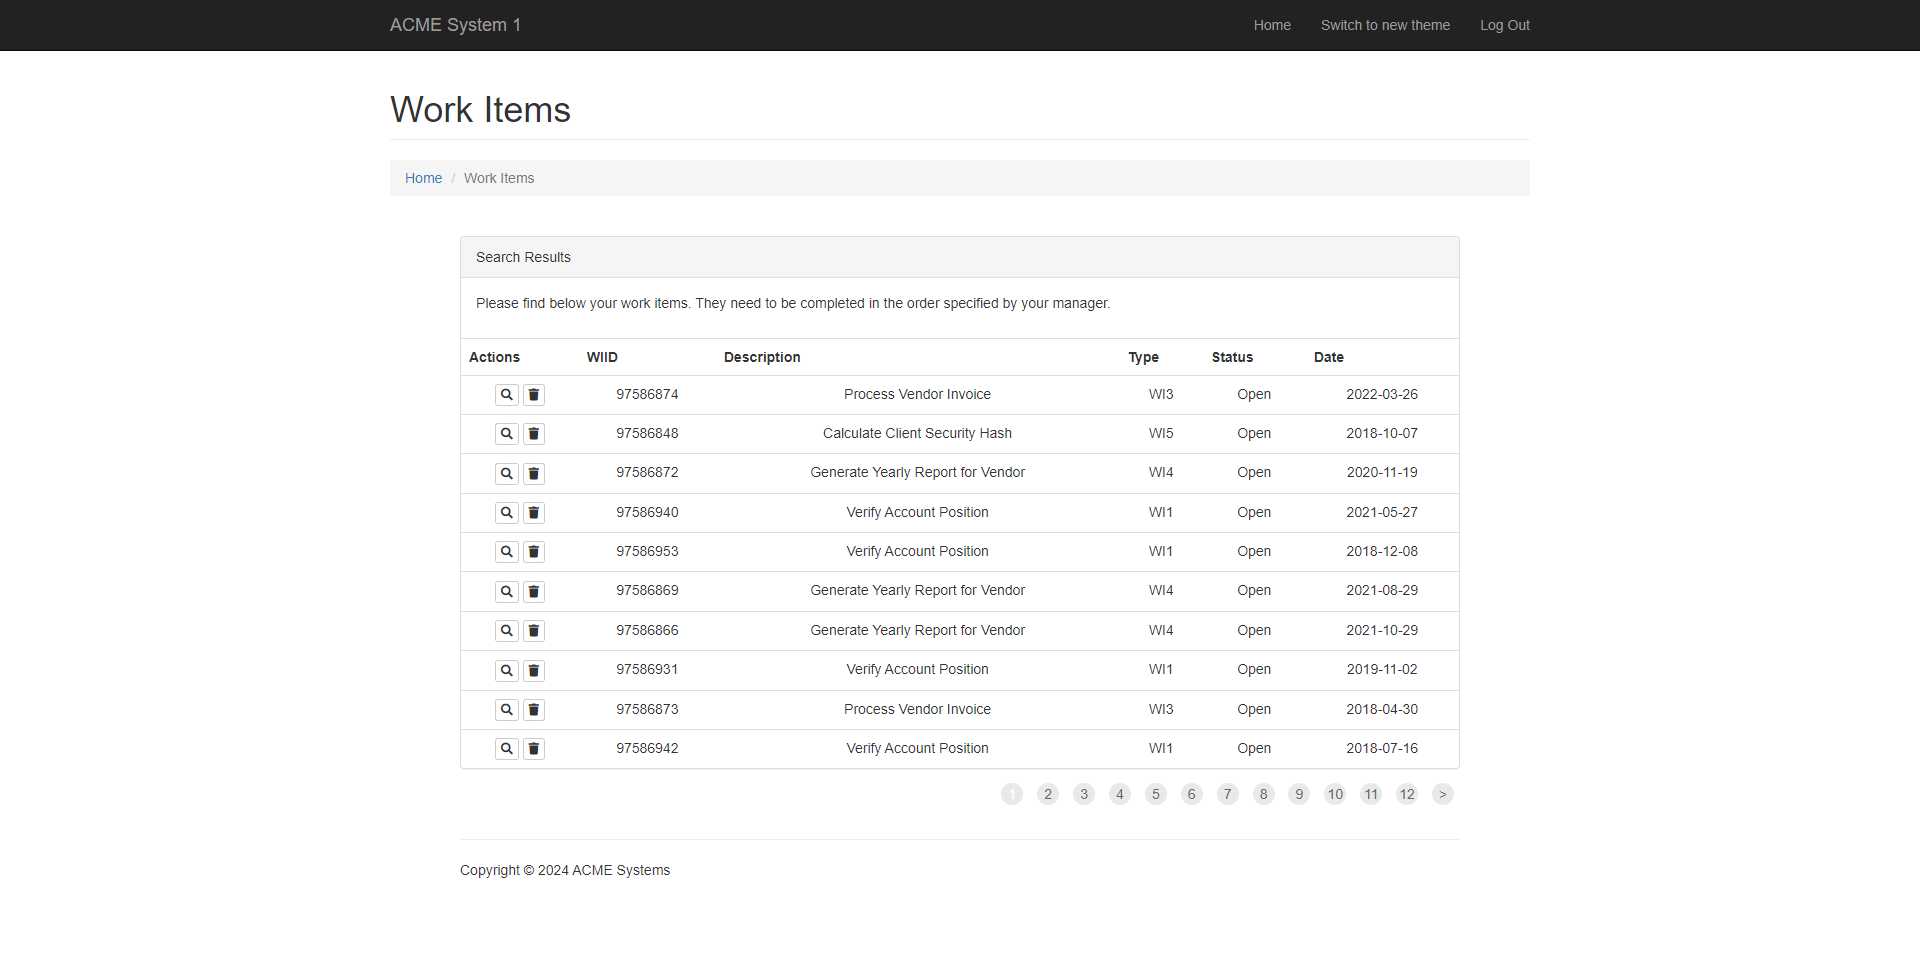 ACME System 1 Home Switch to new theme Log Out
Work Items
Home / Work Items
Search Results
Please find below your work items. They need to be completed in the order specified by your manager.
Actions WIID Description Type Status Date
97586874 Process Vendor Invoice WI3 Open 2022-03-26
97586848 Calculate Client Security Hash WI5 Open 2018-10-07
97586872 Generate Yearly Report for Vendor WI4 Open 2020-11-19
97586940 Verify Account Position WI1 Open 2021-05-27
97586953 Verify Account Position WI1 Open 2018-12-08
97586869 Generate Yearly Report for Vendor WI4 Open 2021-08-29
97586866 Generate Yearly Report for Vendor WI4 Open 2021-10-29
97586931 Verify Account Position WI1 Open 2019-11-02
97586873 Process Vendor Invoice WI3 Open 2018-04-30
97586942 Verify Account Position WI1 Open 2018-07-16
1 2 3 4 5 6 7 8 9 10 11 12 >
Copyright © 2024 ACME Systems